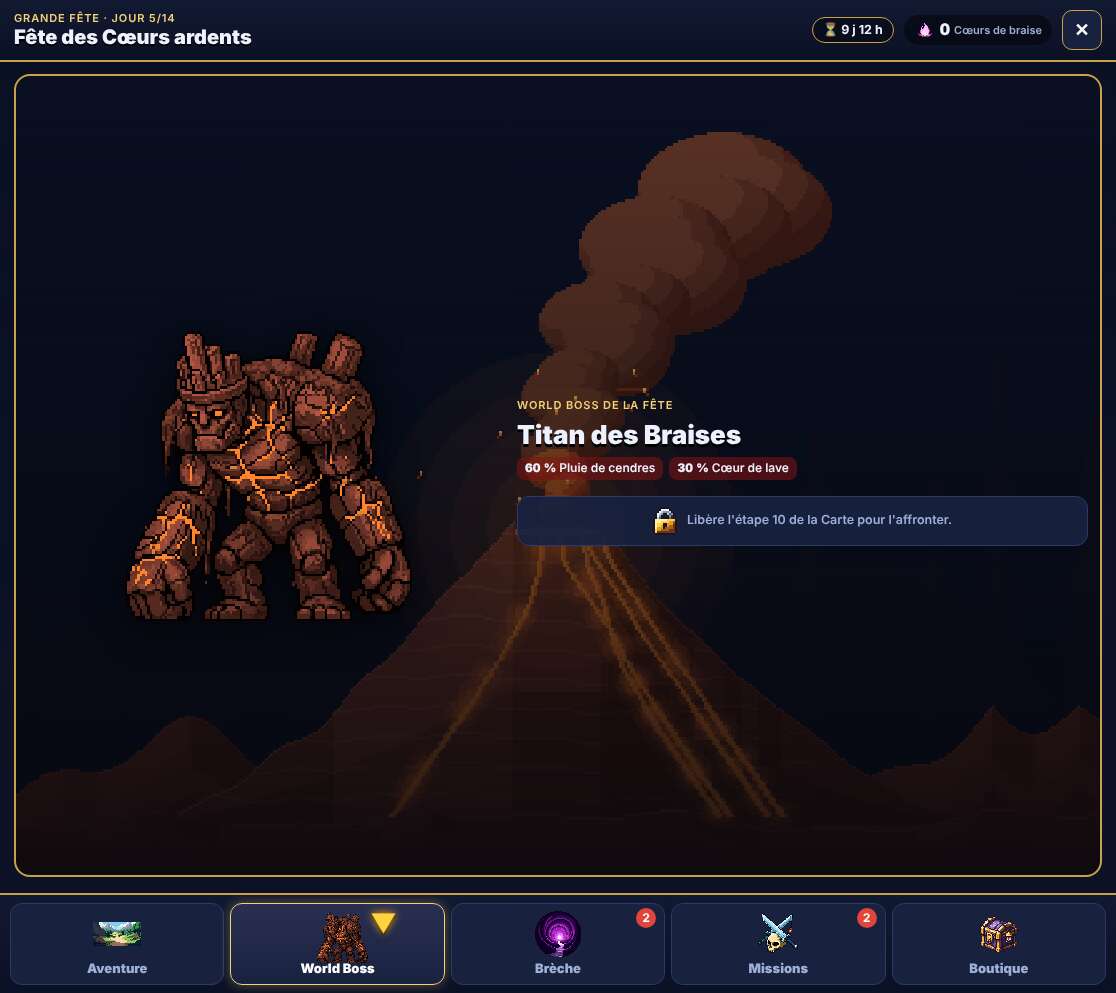 GRANDE FÊTE · JOUR 5/14
Fête des Cœurs ardents
9 j 12 h
0 Cœurs de braise
WORLD BOSS DE LA FÊTE
Titan des Braises
60 % Pluie de cendres
30 % Cœur de lave
Libère l'étape 10 de la Carte pour l'affronter.
Aventure
World Boss
2
Brèche
2
Missions
Boutique